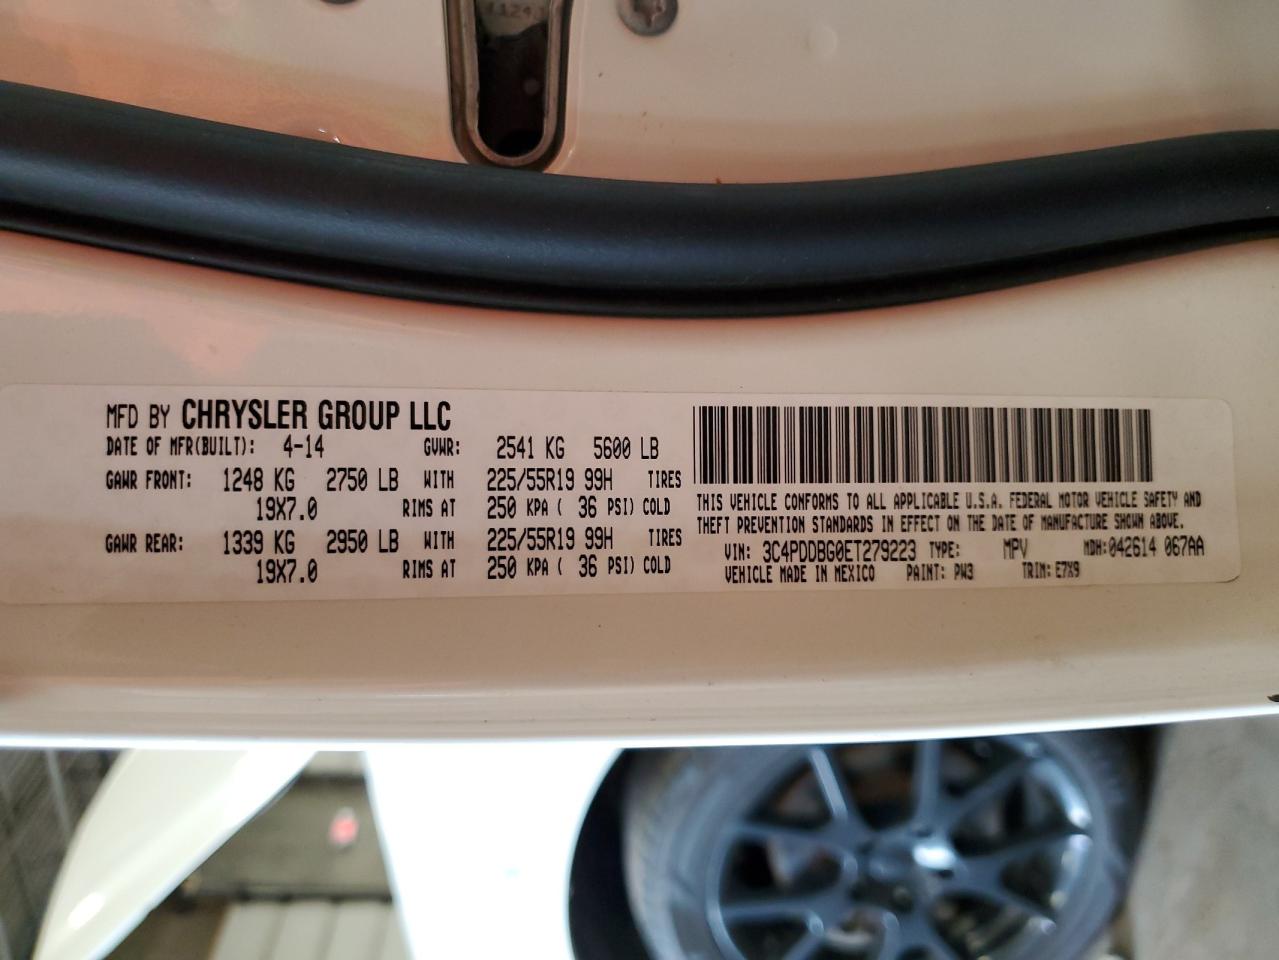 MFD BY CHRYSLER GROUP LLC
DATE OF MFR(BUILT): 4-14 GVWR: 2541 KG 5600 LB
GAWR FRONT: 1248 KG 2750 LB WITH 225/55R19 99H TIRES
19X7.0 RIMS AT 250 KPA ( 36 PSI) COLD
GAWR REAR: 1339 KG 2950 LB WITH 225/55R19 99H TIRES
19X7.0 RIMS AT 250 KPA ( 36 PSI) COLD
THIS VEHICLE CONFORMS TO ALL APPLICABLE U.S.A. FEDERAL MOTOR VEHICLE SAFETY AND
THEFT PREVENTION STANDARDS IN EFFECT ON THE DATE OF MANUFACTURE SHOWN ABOVE.
VIN: 3C4PDDBG0ET279223 TYPE: MPV MDH:042614 067AA
VEHICLE MADE IN MEXICO PAINT: PW3 TRIM: E7X9